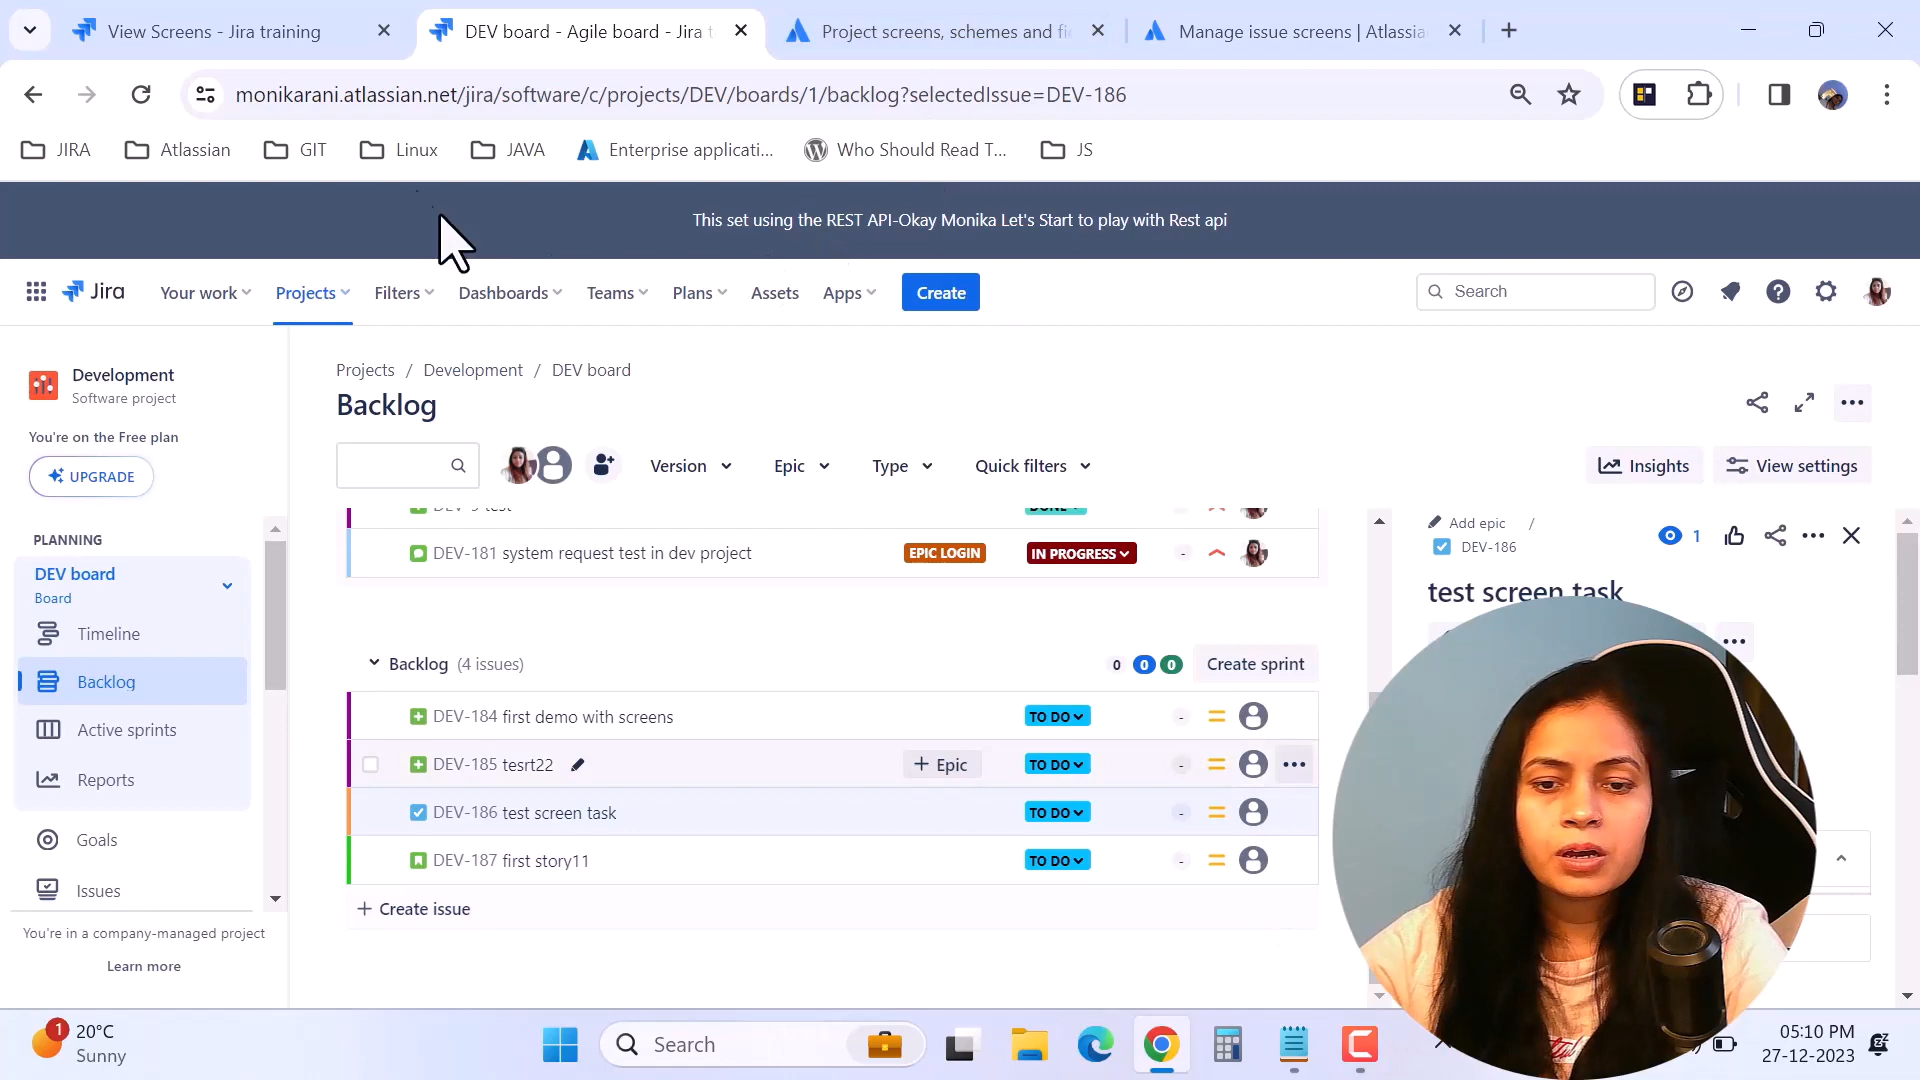 View Screens - Jira training
DEV board - Agile board - Jira t
Project screens, schemes and fi
Manage issue screens | Atlassia
monikarani.atlassian.net/jira/software/c/projects/DEV/boards/1/backlog?selectedIssue=DEV-186
JIRA
Atlassian
GIT
Linux
JAVA
Enterprise applicati...
Who Should Read T...
JS
This set using the REST API-Okay Monika Let's Start to play with Rest api
Jira
Your work
Projects
Filters
Dashboards
Teams
Plans
Assets
Apps
Create
Search
Development
Software project
You're on the Free plan
UPGRADE
PLANNING
DEV board
Board
Timeline
Backlog
Active sprints
Reports
Goals
Issues
You're in a company-managed project
Learn more
Projects / Development / DEV board
Backlog
Version
Epic
Type
Quick filters
Insights
View settings
DEV-181 system request test in dev project
EPIC LOGIN
IN PROGRESS
-
Backlog (4 issues)
0 0 0
Create sprint
DEV-184 first demo with screens
TO DO
-
DEV-185 tesrt22
+ Epic
TO DO
-
DEV-186 test screen task
TO DO
-
DEV-187 first story11
TO DO
-
+ Create issue
Add epic /
DEV-186
1
test screen task
1
20°C
Sunny
Search
05:10 PM
27-12-2023